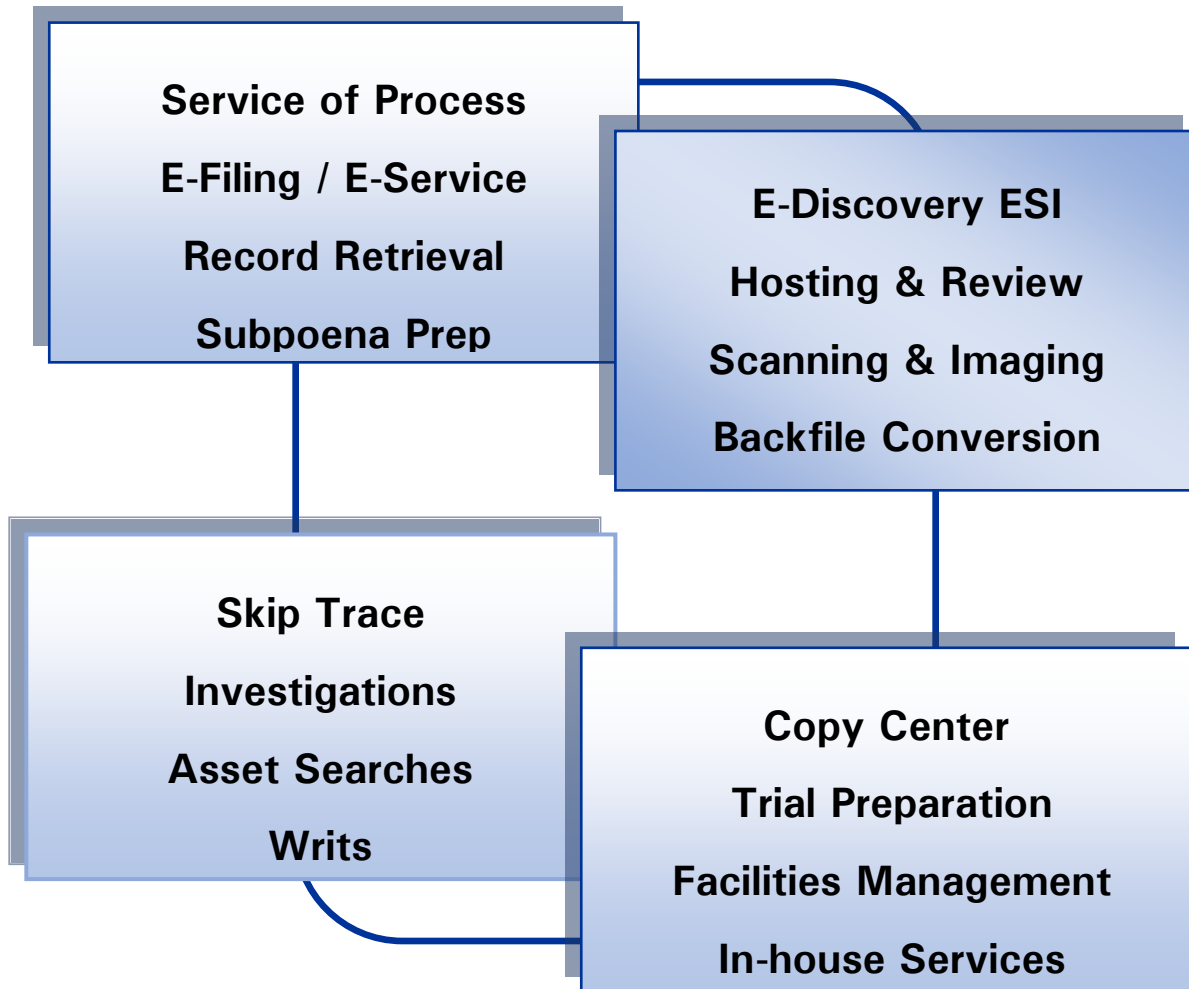 Service of Process
E-Filing / E-Service
Record Retrieval
Subpoena Prep
E-Discovery ESI
Hosting & Review
Scanning & Imaging
Backfile Conversion
Skip Trace
Investigations
Asset Searches
Writs
Copy Center
Trial Preparation
Facilities Management
In-house Services